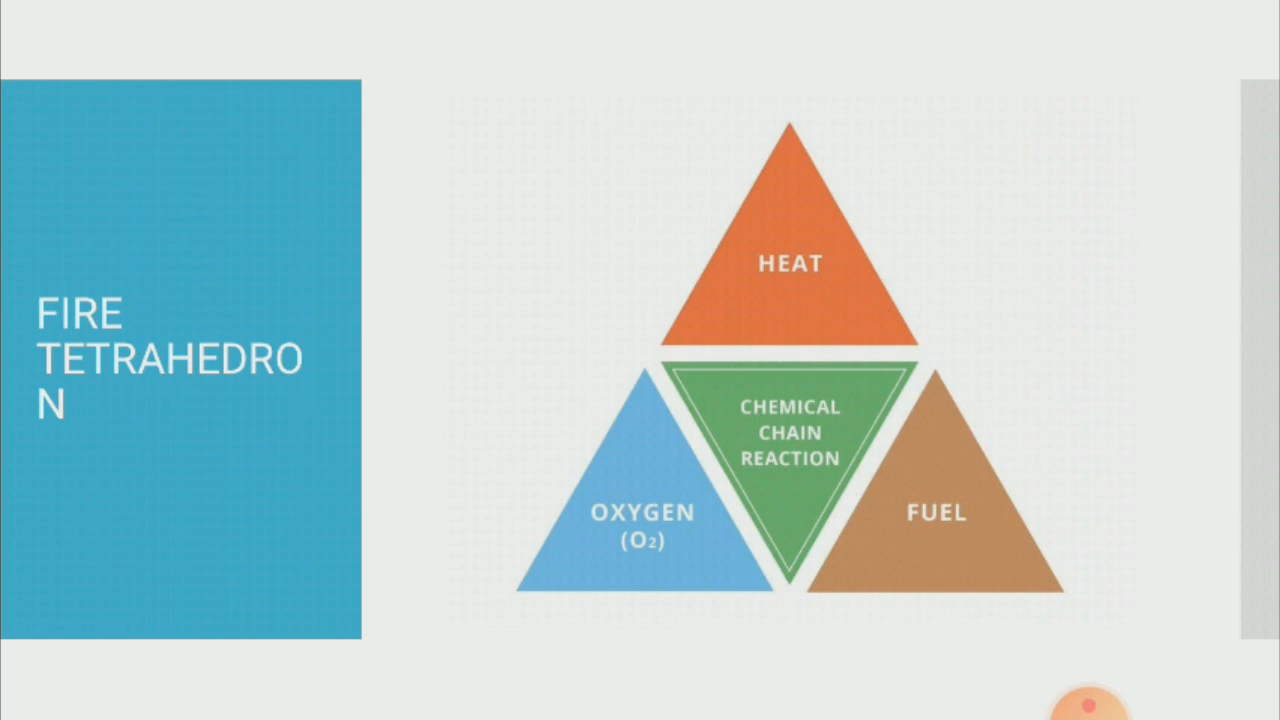 FIRE
TETRAHEDRO
N
HEAT
CHEMICAL
CHAIN
REACTION
OXYGEN
(O₂)
FUEL